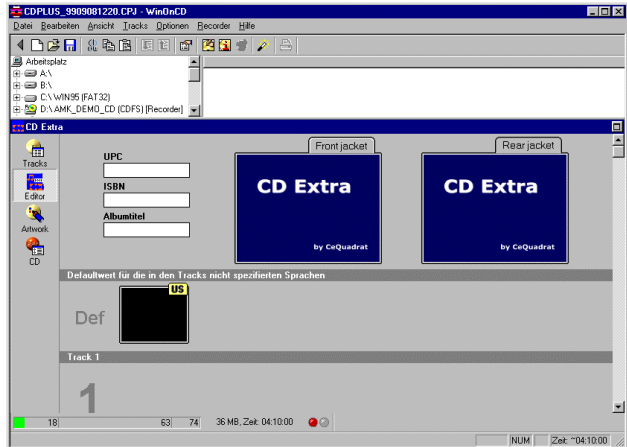 CDPLUS_9909081220.CPJ - WinOnCD
Datei Bearbeiten Ansicht Tracks Optionen Recorder Hilfe
Arbeitsplatz
A:\
B:\
C:\ WIN95 (FAT32)
D:\ AMK_DEMO_CD (CDFS) [Recorder]
CD Extra
Tracks
Editor
Artwork
CD
UPC
ISBN
Albumtitel
Front jacket
CD Extra
by CeQuadrat
Rear jacket
CD Extra
by CeQuadrat
Defaultwert für die in den Tracks nicht spezifierten Sprachen
Def
US
Track 1
1
18 63 74 36 MB, Zeit: 04:10:00
NUM Zeit: ~04:10:00